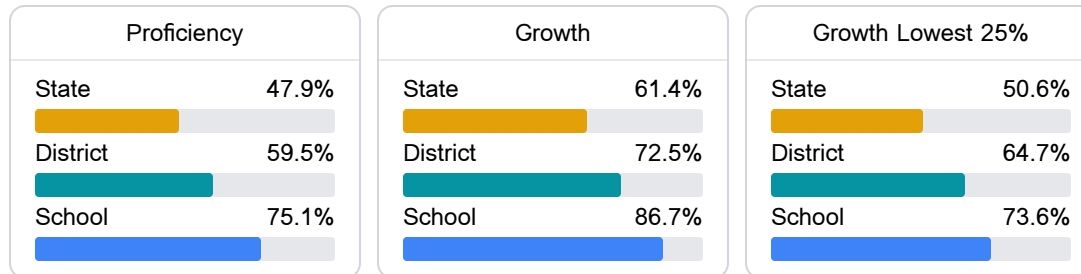 Proficiency
State 47.9%
District 59.5%
School 75.1%
Growth
State 61.4%
District 72.5%
School 86.7%
Growth Lowest 25%
State 50.6%
District 64.7%
School 73.6%